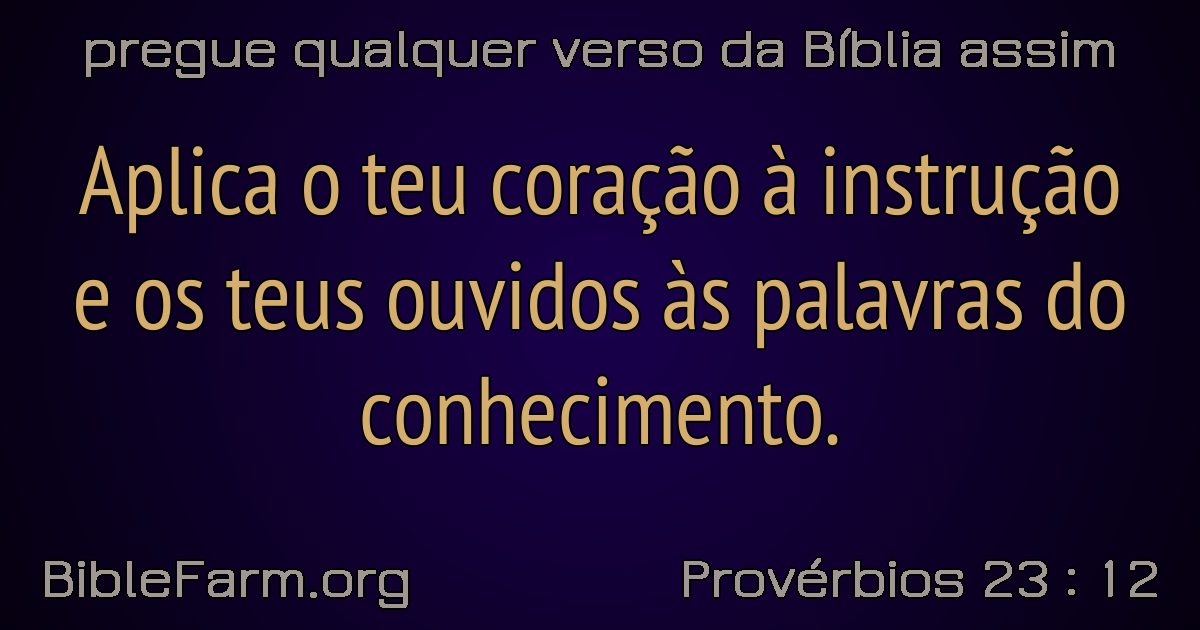 pregue qualquer verso da Bíblia assim
Aplica o teu coração à instrução
e os teus ouvidos às palavras do
conhecimento.
BibleFarm.org
Provérbios 23 : 12